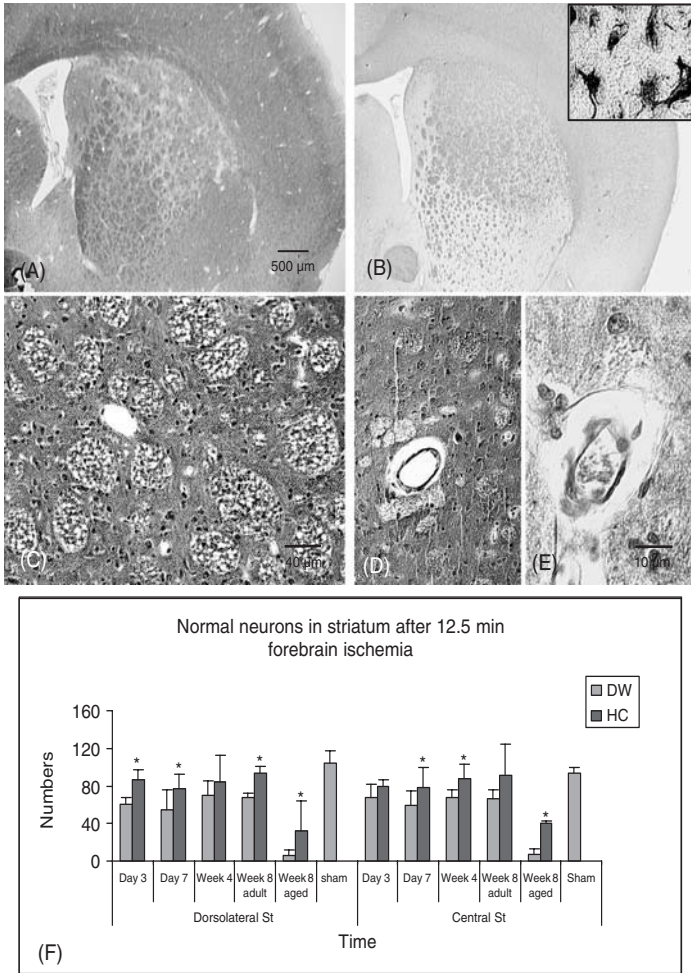 (A)
500 μm
(B)
(C)
40 μm
(D)
(E)
10 μm
Normal neurons in striatum after 12.5 min
forebrain ischemia
DW
HC
Numbers
160
120
80
40
0
* * * * * * * *
Day 3 Day 7 Week 4 Week 8 Week 8 sham Day 3 Day 7 Week 4 Week 8 Week 8 Sham
adult aged adult aged
Dorsolateral St Central St
Time
(F)